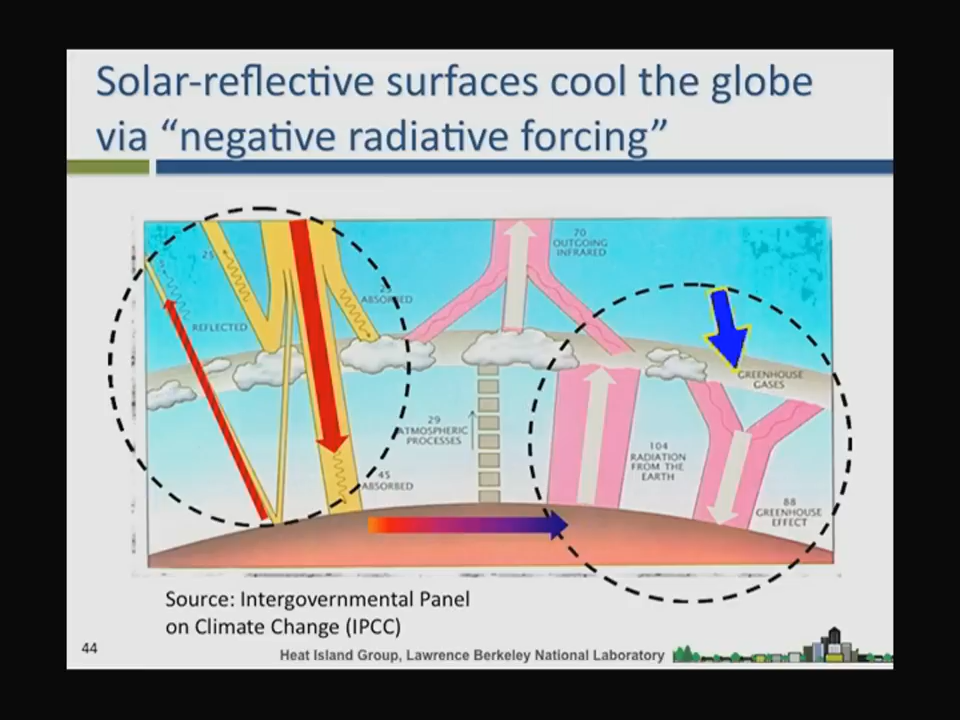 Solar-reflective surfaces cool the globe
via “negative radiative forcing”
25
REFLECTED
25
ABSORBED
70
OUTGOING
INFRARED
GREENHOUSE
GASES
29
ATMOSPHERIC
PROCESSES
45
ABSORBED
104
RADIATION
FROM THE
EARTH
88
GREENHOUSE
EFFECT
Source: Intergovernmental Panel
on Climate Change (IPCC)
44
Heat Island Group, Lawrence Berkeley National Laboratory